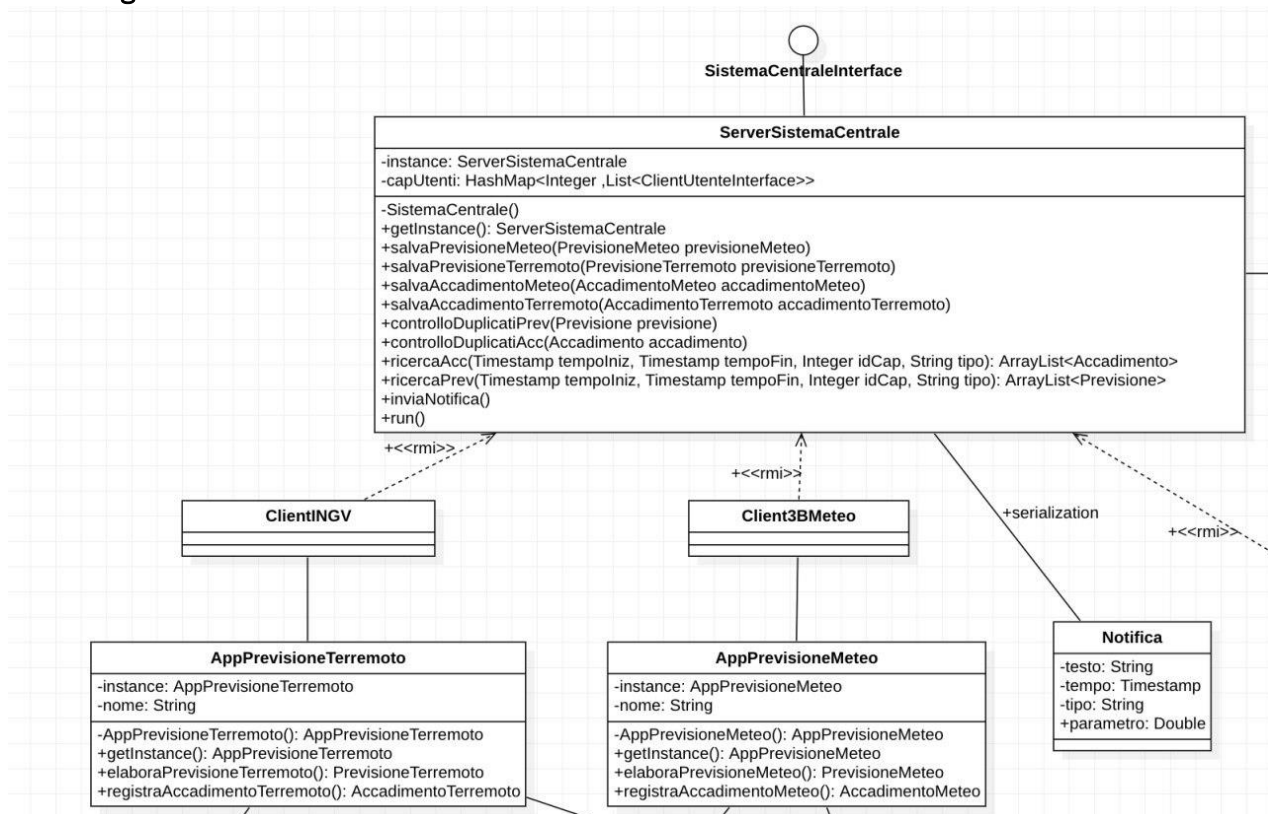 SistemaCentraleInterface
ServerSistemaCentrale
-instance: ServerSistemaCentrale
-capUtenti: HashMap<Integer ,List<ClientUtenteInterface>>
-SistemaCentrale()
+getInstance(): ServerSistemaCentrale
+salvaPrevisioneMeteo(PrevisioneMeteo previsioneMeteo)
+salvaPrevisioneTerremoto(PrevisioneTerremoto previsioneTerremoto)
+salvaAccadimentoMeteo(AccadimentoMeteo accadimentoMeteo)
+salvaAccadimentoTerremoto(AccadimentoTerremoto accadimentoTerremoto)
+controlloDuplicatiPrev(Previsione previsione)
+controlloDuplicatiAcc(Accadimento accadimento)
+ricercaAcc(Timestamp tempoIniz, Timestamp tempoFin, Integer idCap, String tipo): ArrayList<Accadimento>
+ricercaPrev(Timestamp tempoIniz, Timestamp tempoFin, Integer idCap, String tipo): ArrayList<Previsione>
+inviaNotifica()
+run()
+<<rmi>>
+<<rmi>>
+serialization
+<<rmi>>
ClientINGV
Client3BMeteo
AppPrevisioneTerremoto
-instance: AppPrevisioneTerremoto
-nome: String
-AppPrevisioneTerremoto(): AppPrevisioneTerremoto
+getInstance(): AppPrevisioneTerremoto
+elaboraPrevisioneTerremoto(): PrevisioneTerremoto
+registraAccadimentoTerremoto(): AccadimentoTerremoto
AppPrevisioneMeteo
-instance: AppPrevisioneMeteo
-nome: String
-AppPrevisioneMeteo(): AppPrevisioneMeteo
+getInstance(): AppPrevisioneMeteo
+elaboraPrevisioneMeteo(): PrevisioneMeteo
+registraAccadimentoMeteo(): AccadimentoMeteo
Notifica
-testo: String
-tempo: Timestamp
-tipo: String
+parametro: Double